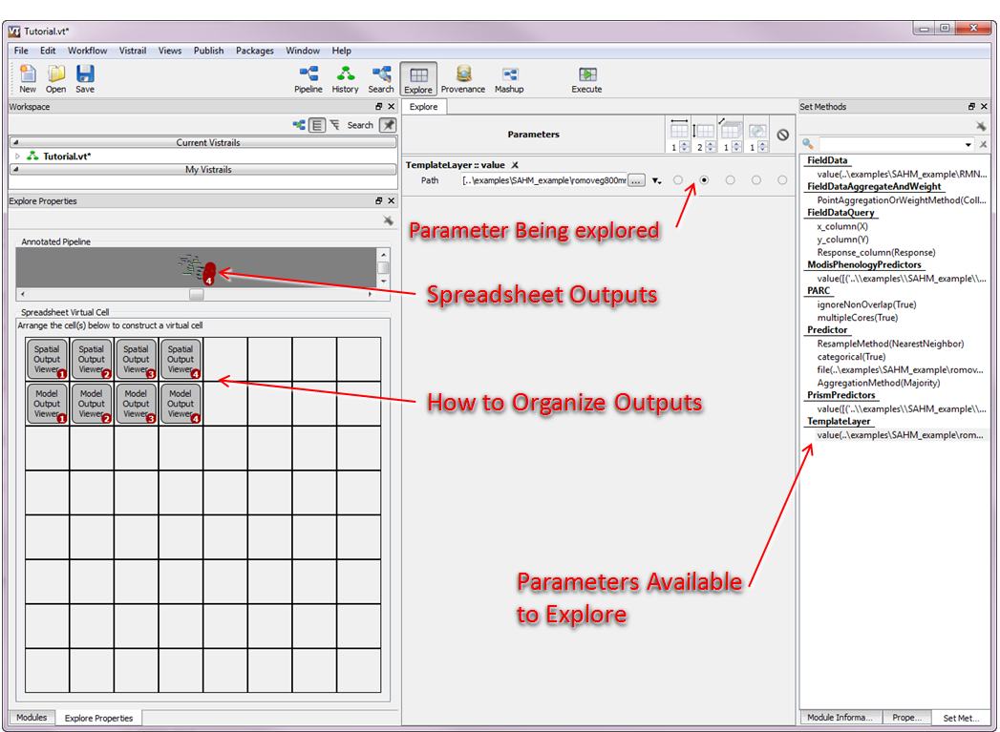 Tutorial.vt*
File Edit Workflow Vistrail Views Publish Packages Window Help
New Open Save Pipeline History Search Explore Provenance Mashup Execute
Workspace
Search
Current Vistrails
Tutorial.vt*
My Vistrails
Explore Properties
Annotated Pipeline
4
Spreadsheet Virtual Cell
Arrange the cell(s) below to construct a virtual cell
Spatial Output Viewer 1
Spatial Output Viewer 2
Spatial Output Viewer 3
Spatial Output Viewer 4
Model Output Viewer 1
Model Output Viewer 2
Model Output Viewer 3
Model Output Viewer 4
Modules Explore Properties
Explore
Parameters
1 2 1 1
TemplateLayer :: value
Path [..\examples\SAHM_example\romoveg800mr ...
Parameter Being explored
Spreadsheet Outputs
How to Organize Outputs
Parameters Available
to Explore
Set Methods
FieldData
value(..\examples\SAHM_example\RMN...
FieldDataAggregateAndWeight
PointAggregationOrWeightMethod(Coll...
FieldDataQuery
x_column(X)
y_column(Y)
Response_column(Response)
ModisPhenologyPredictors
value([('..\\examples\\SAHM_example\\...
PARC
ignoreNonOverlap(True)
multipleCores(True)
Predictor
ResampleMethod(NearestNeighbor)
categorical(True)
file(..\examples\SAHM_example\romov...
AggregationMethod(Majority)
PrismPredictors
value([('..\\examples\\SAHM_example\\...
TemplateLayer
value(..\examples\SAHM_example\rom...
Module Informa... Prope... Set Met...